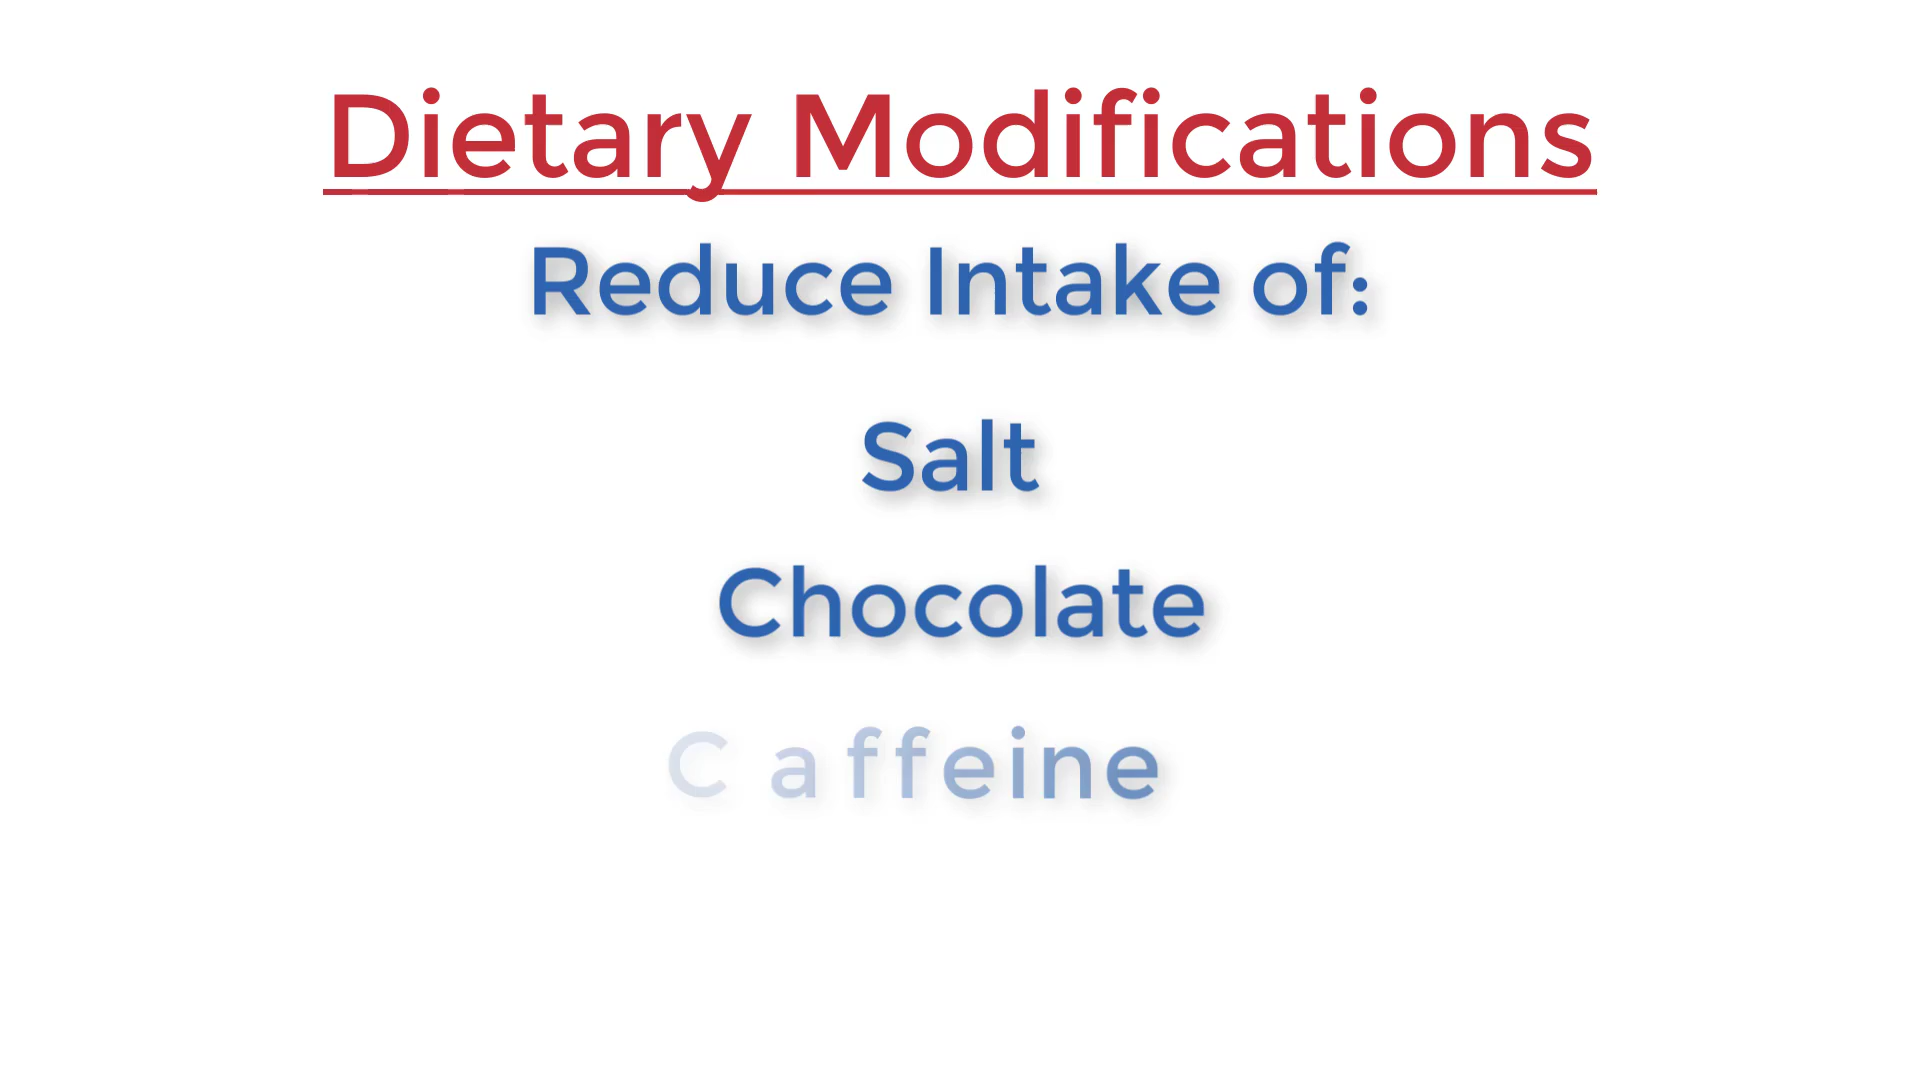 Dietary Modifications
Reduce Intake of:
Salt
Chocolate
Caffeine